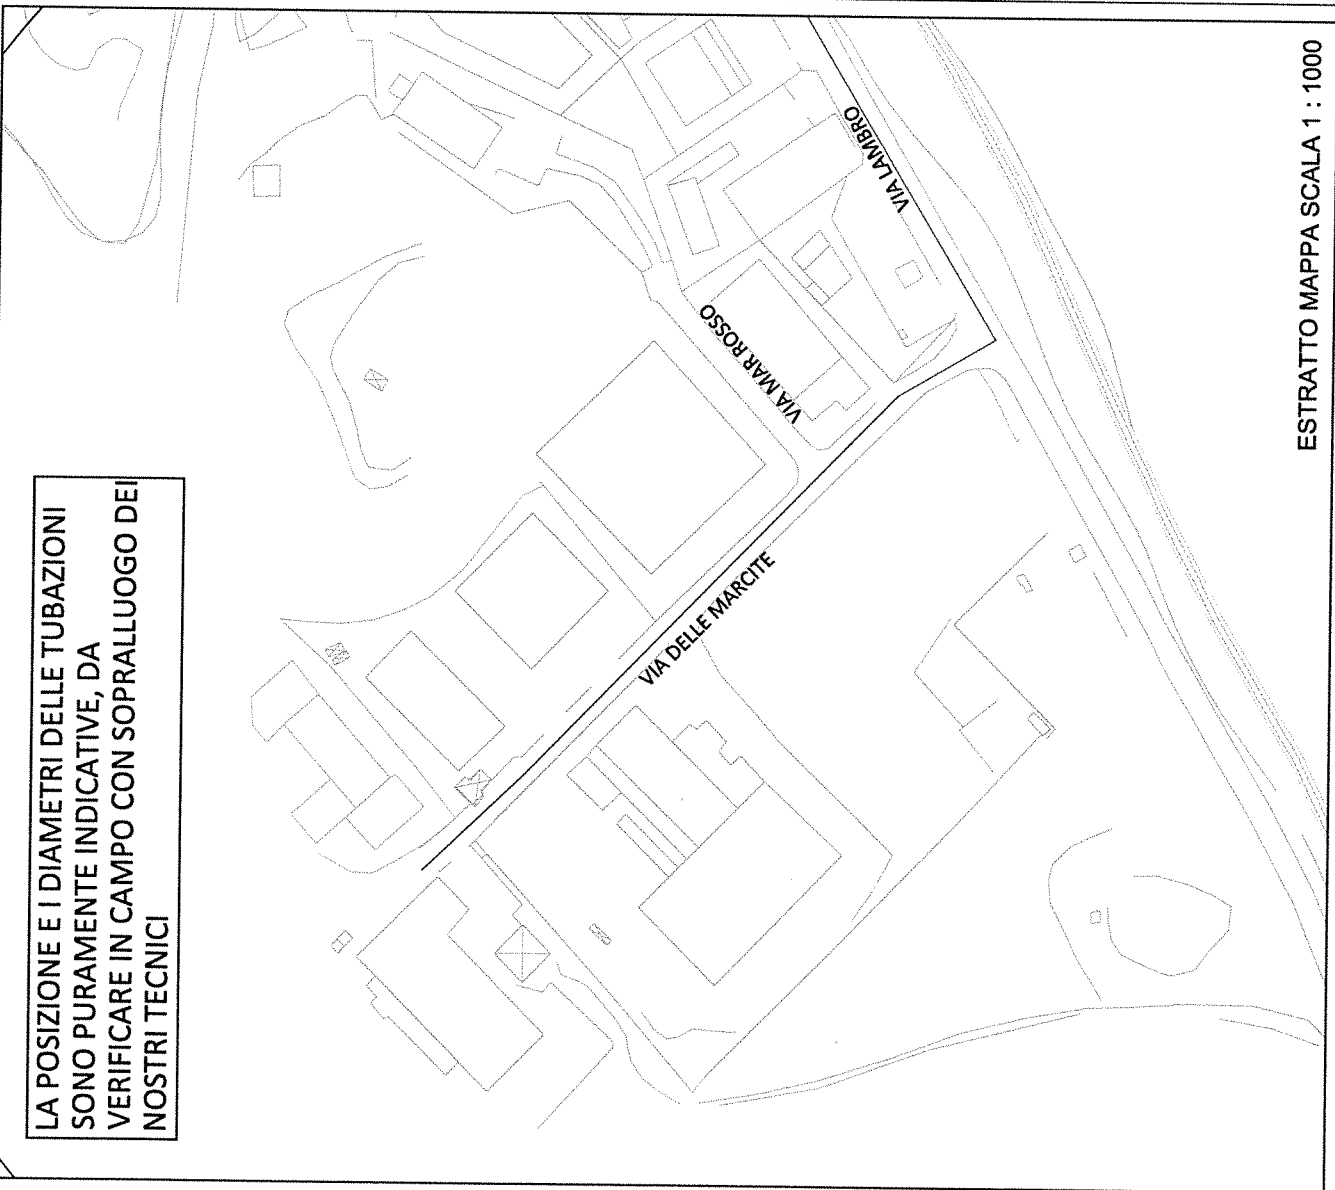 LA POSIZIONE E I DIAMETRI DELLE TUBAZIONI
SONO PURAMENTE INDICATIVE, DA
VERIFICARE IN CAMPO CON SOPRALLUOGO DEI
NOSTRI TECNICI
VIA DELLE MARCITE
VIA MAR ROSSO
VIA LAMBRO
ESTRATTO MAPPA SCALA 1 : 1000